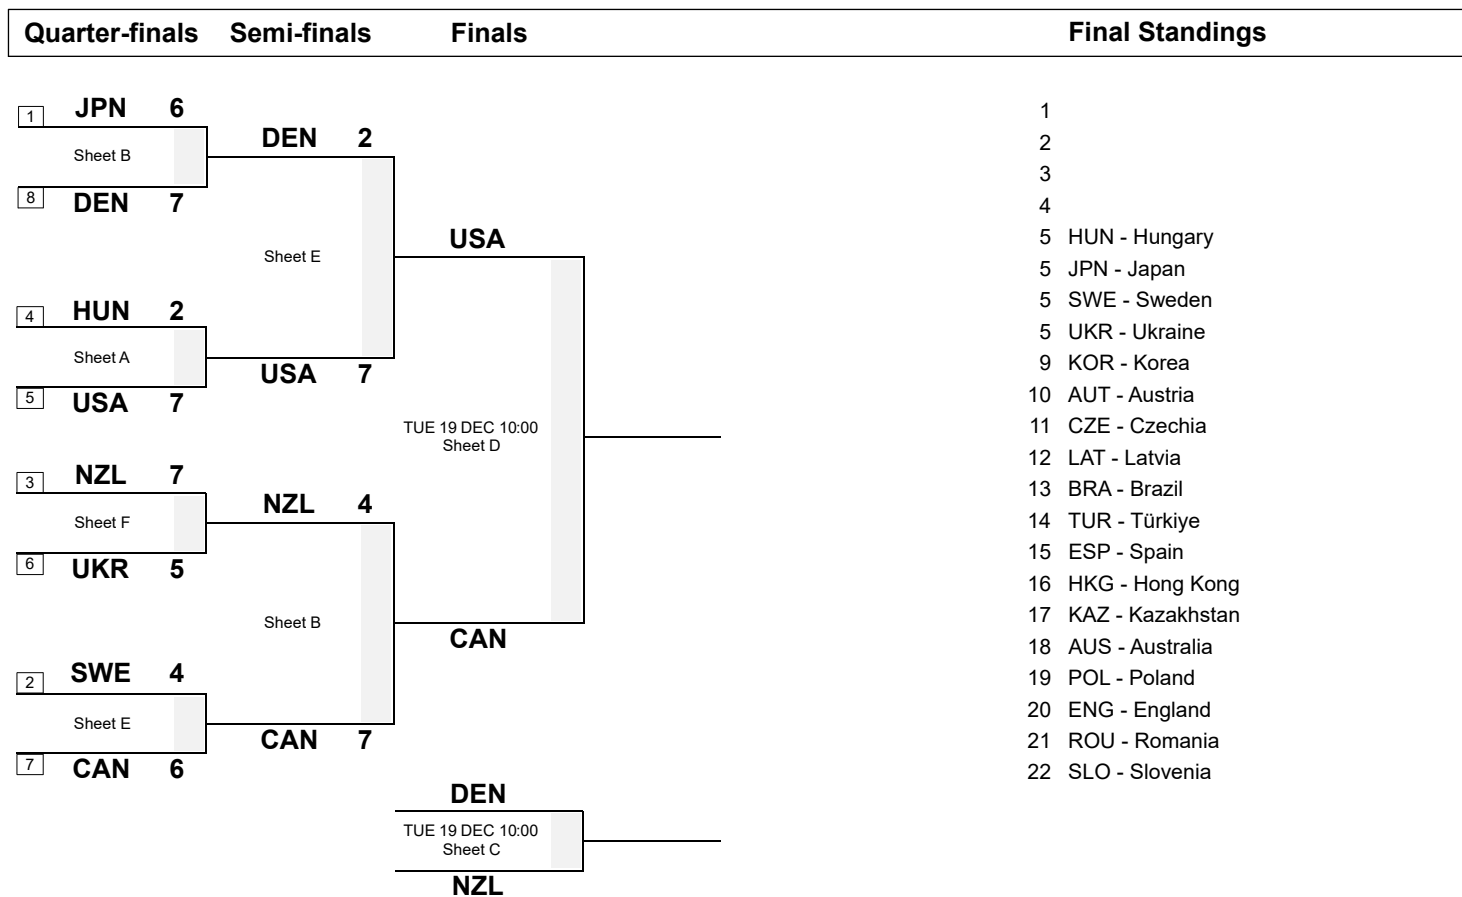 Quarter-finals Semi-finals Finals Final Standings
1 JPN 6
Sheet B
8 DEN 7
4 HUN 2
Sheet A
5 USA 7
3 NZL 7
Sheet F
6 UKR 5
2 SWE 4
Sheet E
7 CAN 6
DEN 2
Sheet E
USA 7
NZL 4
Sheet B
CAN 7
USA
TUE 19 DEC 10:00
Sheet D
CAN
DEN
TUE 19 DEC 10:00
Sheet C
NZL
1
2
3
4
5 HUN - Hungary
5 JPN - Japan
5 SWE - Sweden
5 UKR - Ukraine
9 KOR - Korea
10 AUT - Austria
11 CZE - Czechia
12 LAT - Latvia
13 BRA - Brazil
14 TUR - Türkiye
15 ESP - Spain
16 HKG - Hong Kong
17 KAZ - Kazakhstan
18 AUS - Australia
19 POL - Poland
20 ENG - England
21 ROU - Romania
22 SLO - Slovenia